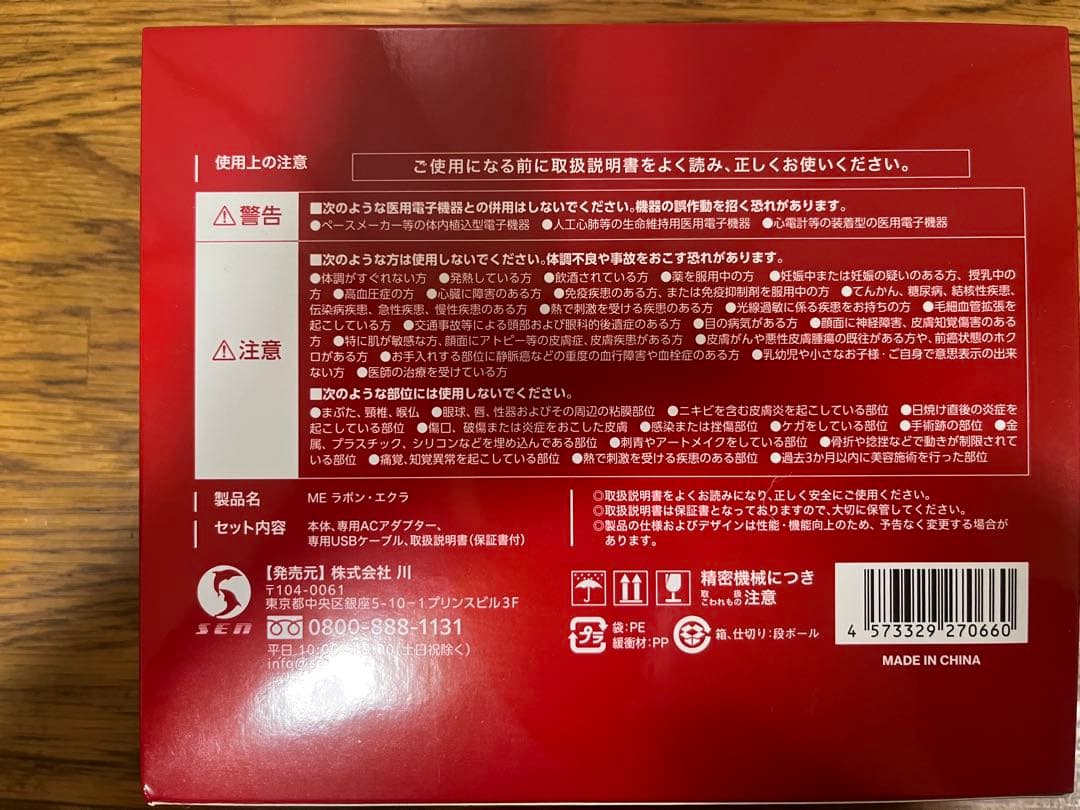 使用上の注意
ご使用になる前に取扱説明書をよく読み、正しくお使いください。
警告
■次のような医用電子機器との併用はしないでください。機器の誤作動を招く恐れがあります。
●ペースメーカー等の体内植込型電子機器 ●人工心肺等の生命維持用医用電子機器 ●心電計等の装着型の医用電子機器
注意
■次のような方は使用しないでください。体調不良や事故をおこす恐れがあります。
●体調がすぐれない方 ●発熱している方 ●飲酒されている方 ●薬を服用中の方 ●妊娠中または妊娠の疑いのある方、授乳中の
方 ●高血圧症の方 ●心臓に障害のある方 ●免疫疾患のある方、または免疫抑制剤を服用中の方 ●てんかん、糖尿病、結核性疾患、
伝染病疾患、急性疾患、慢性疾患のある方 ●熱で刺激を受ける疾患のある方 ●光線過敏に係る疾患をお持ちの方 ●毛細血管拡張を
起こしている方 ●交通事故等による頭部および眼科的後遺症のある方 ●目の病気がある方 ●顔面に神経障害、皮膚知覚傷害のある
方 ●特に肌が敏感な方、顔面にアトピー等の皮膚症、皮膚疾患がある方 ●皮膚がんや悪性皮膚腫瘍の既往がある方や、前癌状態のホク
ロがある方 ●お手入れする部位に静脈癌などの重度の血行障害や血栓症のある方 ●乳幼児や小さなお子様・ご自身で意思表示の出来
ない方 ●医師の治療を受けている方
■次のような部位には使用しないでください。
●まぶた、頸椎、喉仏 ●眼球、唇、性器およびその周辺の粘膜部位 ●ニキビを含む皮膚炎を起こしている部位 ●日焼け直後の炎症を
起こしている部位 ●傷口、破傷または炎症をおこした皮膚 ●感染または挫傷部位 ●ケガをしている部位 ●手術跡の部位 ●金
属、プラスチック、シリコンなどを埋め込んである部位 ●刺青やアートメイクをしている部位 ●骨折や捻挫などで動きが制限されて
いる部位 ●痛覚、知覚異常を起こしている部位 ●熱で刺激を受ける疾患のある部位 ●過去3か月以内に美容施術を行った部位
製品名 ME ラボン・エクラ
セット内容 本体、専用ACアダプター、
専用USBケーブル、取扱説明書(保証書付)
◎取扱説明書をよくお読みになり、正しく安全にご使用ください。
◎取扱説明書は保証書となっておりますので、大切に保管してください。
◎製品の仕様およびデザインは性能・機能向上のため、予告なく変更する場合が
あります。
SEN
【発売元】株式会社 川
〒104-0061
東京都中央区銀座5-10-1プリンスビル3F
0800-888-1131
平日 10:00(土日祝除く)
info@
精密機械につき
取扱注意
こわれもの
プラ
袋:PE
緩衝材:PP
箱、仕切り:段ボール
4 573329 270660
MADE IN CHINA